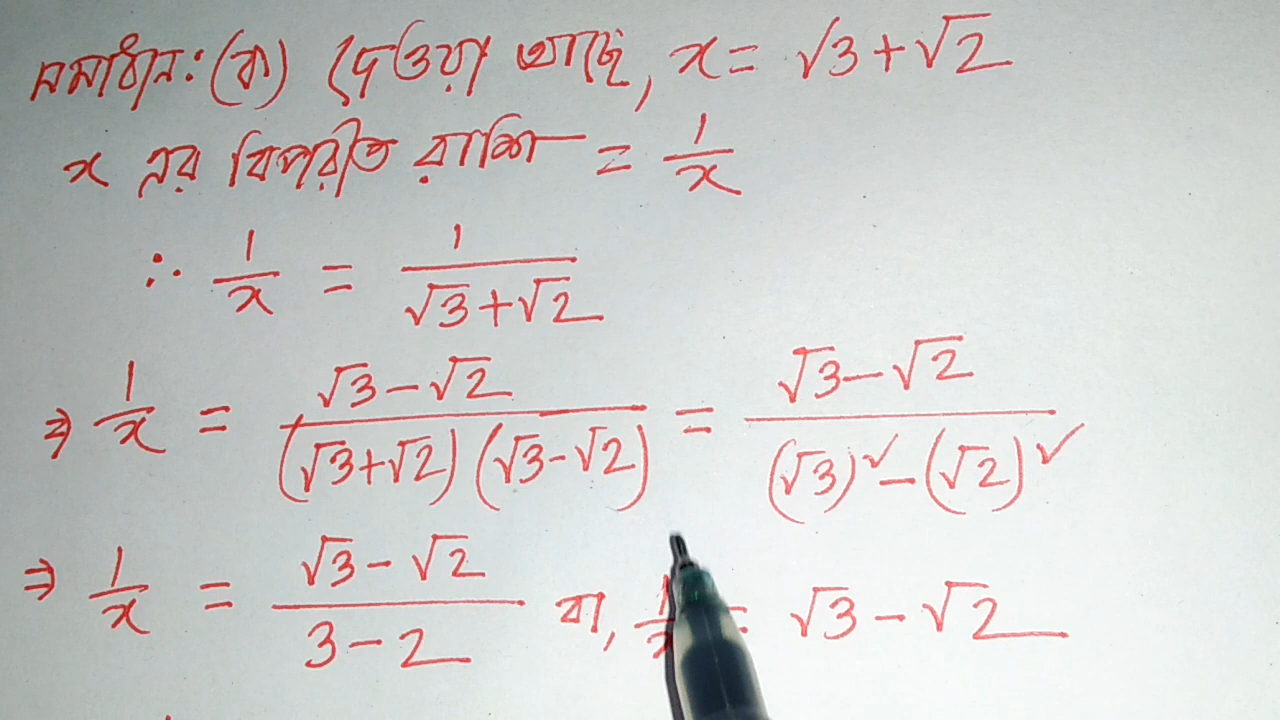 সমাধান: (ক) দেওয়া আছে, x = √3 + √2
x এর বিপরীত রাশি = 1/x
∴ 1/x = 1/(√3+√2)
⇒ 1/x = (√3-√2)/((√3+√2)(√3-√2)) = (√3-√2)/((√3)²-(√2)²)
⇒ 1/x = (√3-√2)/(3-2) বা, 1/x = √3-√2